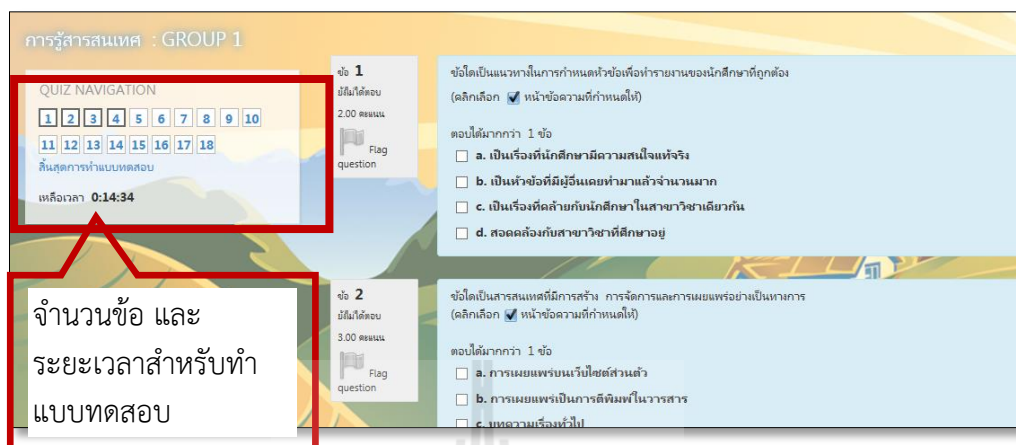 การรู้สารสนเทศ : GROUP 1
QUIZ NAVIGATION
1 2 3 4 5 6 7 8 9 10
11 12 13 14 15 16 17 18
สิ้นสุดการทำแบบทดสอบ
เหลือเวลา 0:14:34
จำนวนข้อ และ
ระยะเวลาสำหรับทำ
แบบทดสอบ
ข้อ 1
ยังไม่ได้ตอบ
2.00 คะแนน
Flag
question
ข้อใดเป็นแนวทางในการกำหนดหัวข้อเพื่อทำรายงานของนักศึกษาที่ถูกต้อง
(คลิกเลือก ☑ หน้าข้อความที่กำหนดให้)
ตอบได้มากกว่า 1 ข้อ
a. เป็นเรื่องที่นักศึกษามีความสนใจแท้จริง
b. เป็นหัวข้อที่มีผู้อื่นเคยทำมาแล้วจำนวนมาก
c. เป็นเรื่องที่คล้ายกับนักศึกษาในสาขาวิชาเดียวกัน
d. สอดคล้องกับสาขาวิชาที่ศึกษาอยู่
ข้อ 2
ยังไม่ได้ตอบ
3.00 คะแนน
Flag
question
ข้อใดเป็นสารสนเทศที่มีการสร้าง การจัดการและการเผยแพร่อย่างเป็นทางการ
(คลิกเลือก ☑ หน้าข้อความที่กำหนดให้)
ตอบได้มากกว่า 1 ข้อ
a. การเผยแพร่บนเว็บไซต์ส่วนตัว
b. การเผยแพร่เป็นการตีพิมพ์ในวารสาร
c. บทความเรื่องทั่วไป